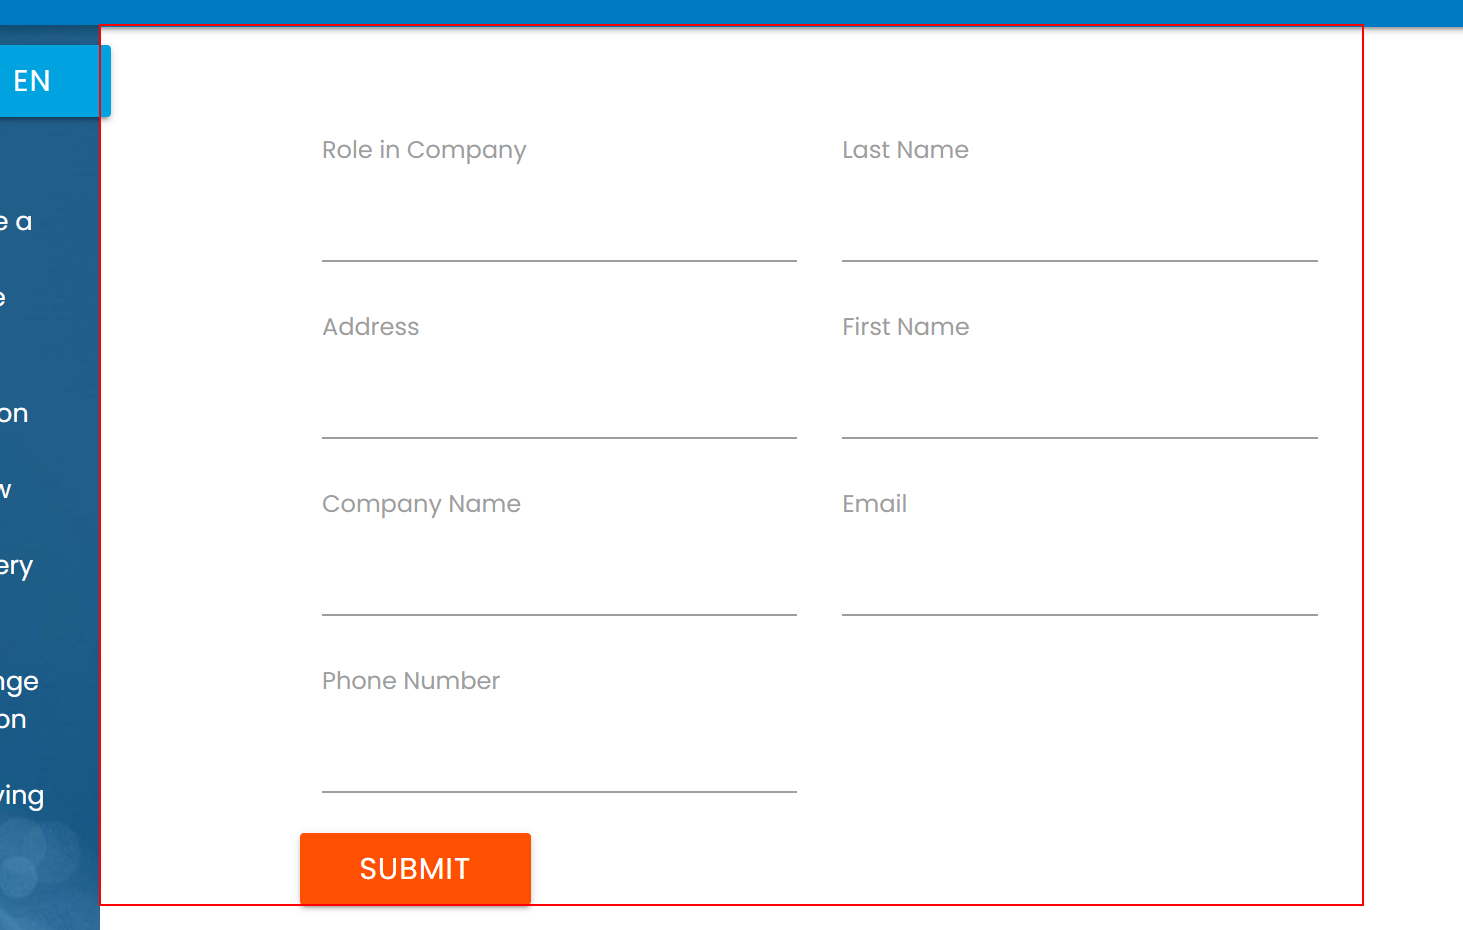 EN
e a
e
on
w
ery
nge
on
ving
Role in Company
Last Name
Address
First Name
Company Name
Email
Phone Number
SUBMIT